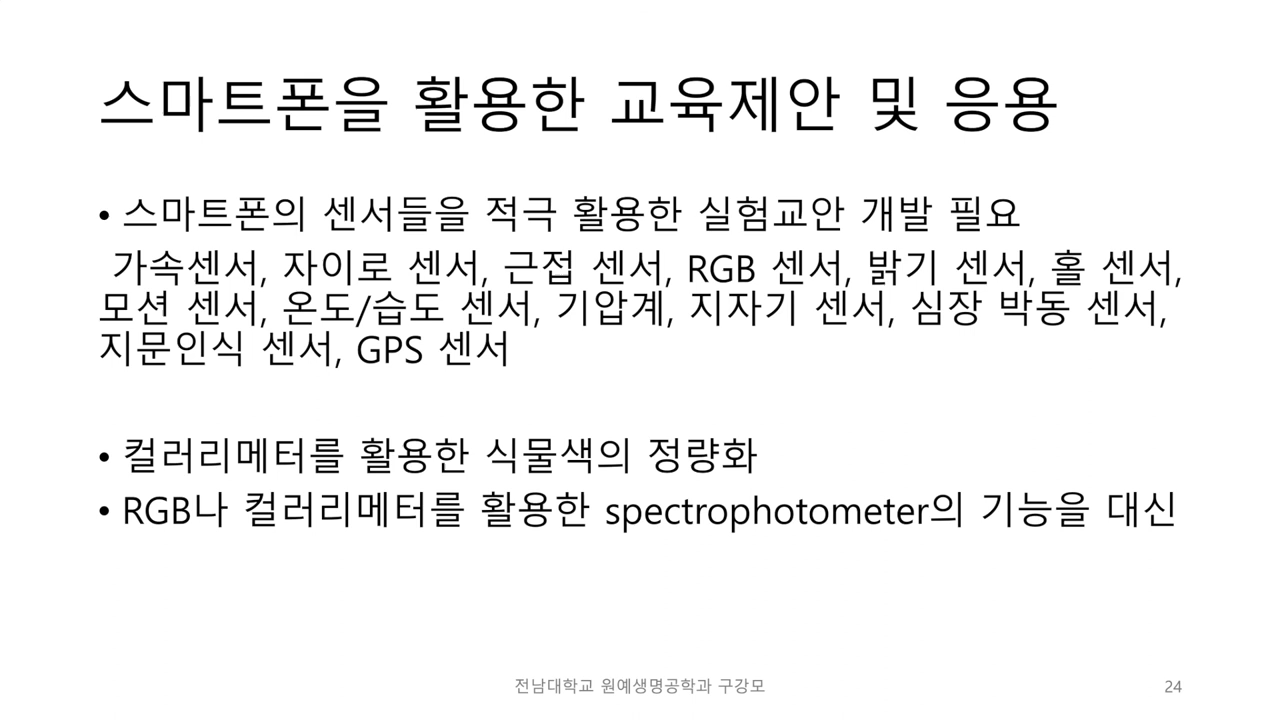 스마트폰을 활용한 교육제안 및 응용
• 스마트폰의 센서들을 적극 활용한 실험교안 개발 필요
가속센서, 자이로 센서, 근접 센서, RGB 센서, 밝기 센서, 홀 센서,
모션 센서, 온도/습도 센서, 기압계, 지자기 센서, 심장 박동 센서,
지문인식 센서, GPS 센서
• 컬러리메터를 활용한 식물색의 정량화
• RGB나 컬러리메터를 활용한 spectrophotometer의 기능을 대신
전남대학교 원예생명공학과 구강모
24